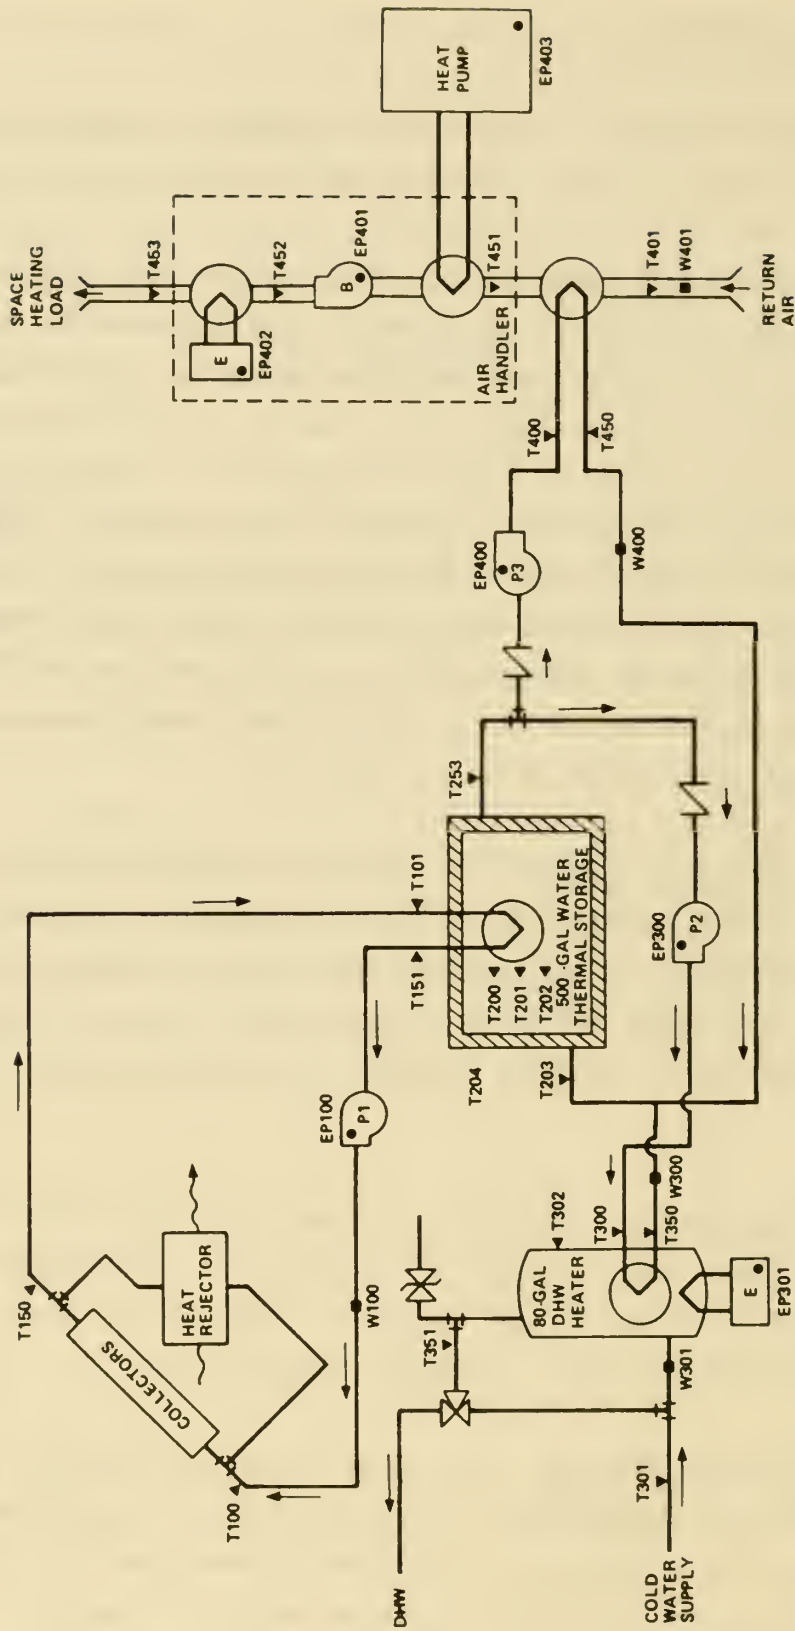 SPACE
HEATING
LOAD
T453
E
EP402
T452
B
EP401
AIR
HANDLER
HEAT
PUMP
EP403
T451
T401
W401
RETURN
AIR
T400
T450
EP400
P3
W400
T253
T101
T151
T200
T201
T202
500-GAL WATER
THERMAL STORAGE
T203
T204
EP300
P2
EP100
P1
T150
COLLECTORS
HEAT
REJECTOR
T100
W100
T302
T300
T350
W300
80-GAL
DHW
HEATER
E
EP301
T351
W301
T301
DHW
COLD
WATER
SUPPLY